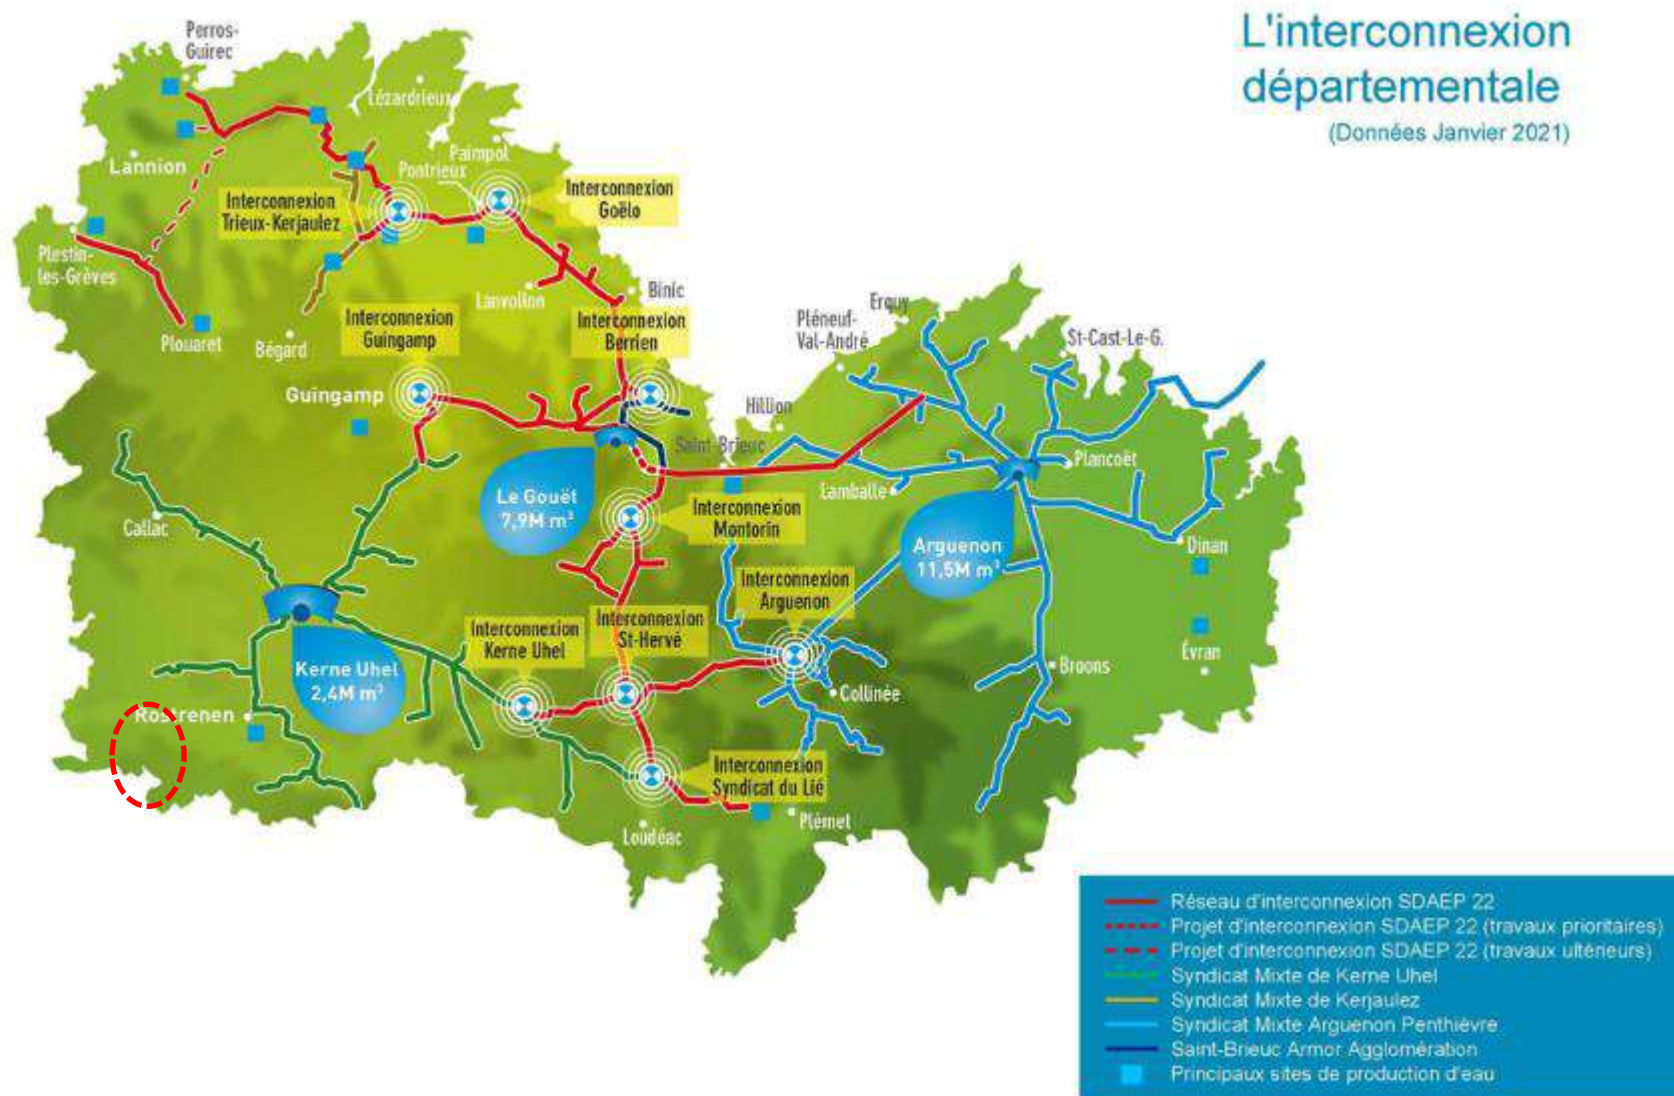 L'interconnexion
départementale
(Données Janvier 2021)
Perros-
Guirec
Lézardrieux
Lannion
Paimpol
Pontrieux
Interconnexion
Trieux-Kerjaulez
Interconnexion
Goëlo
Plestin-
les-Grèves
Lanvollon
Binic
Plouaret
Bégard
Interconnexion
Guingamp
Interconnexion
Berrien
Erquy
Pléneuf-
Val-André
St-Cast-Le-G.
Guingamp
Hillion
Saint-Brieuc
Plancoët
Le Gouët
7,9M m³
Lamballe
Interconnexion
Montorin
Callac
Arguenon
11,5M m³
Dinan
Interconnexion
Arguenon
Interconnexion
Kerne Uhel
Interconnexion
St-Hervé
Évran
Kerne Uhel
2,4M m³
Broons
Collinée
Rostrenen
Interconnexion
Syndicat du Lié
Plémet
Loudéac
Réseau d'interconnexion SDAEP 22
Projet d'interconnexion SDAEP 22 (travaux prioritaires)
Projet d'interconnexion SDAEP 22 (travaux ultérieurs)
Syndicat Mixte de Kerne Uhel
Syndicat Mixte de Kerjaulez
Syndicat Mixte Arguenon Penthièvre
Saint-Brieuc Armor Agglomération
Principaux sites de production d'eau